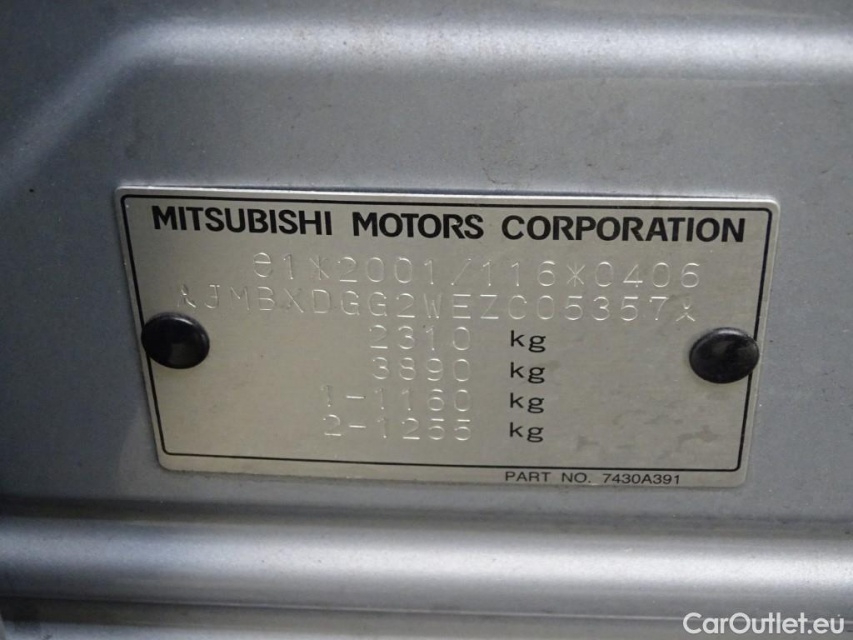 MITSUBISHI MOTORS CORPORATION
e1*2001/116*0406
*JMBXDGG2WEZC05357*
2310 kg
3890 kg
1-1160 kg
2-1255 kg
PART NO. 7430A391
CarOutlet.eu